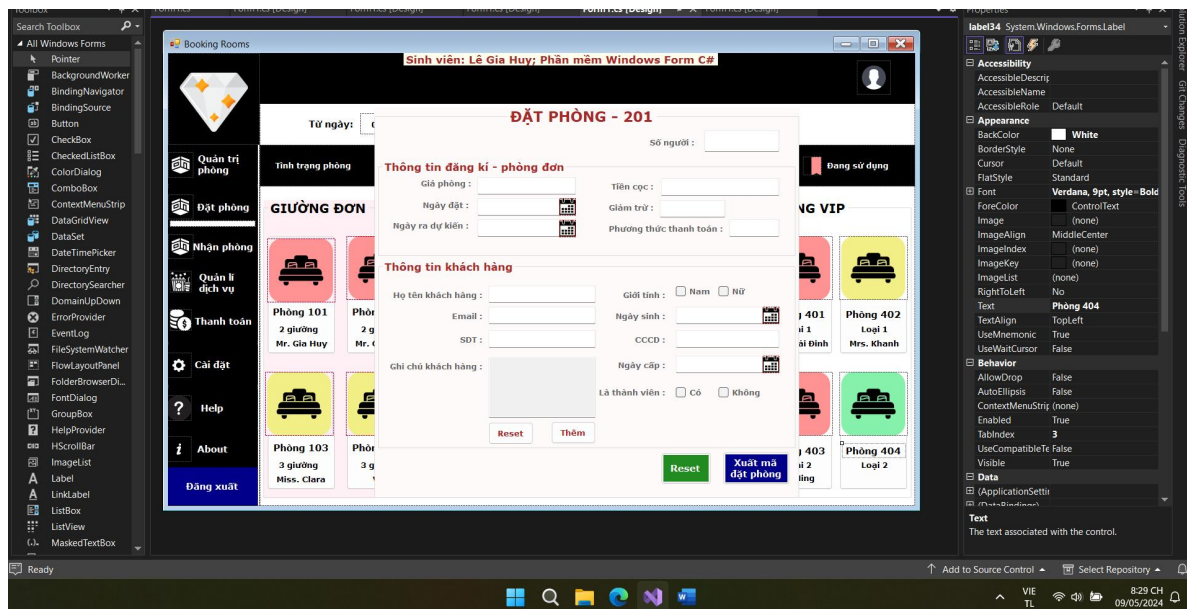 Toolbox
Form1.cs
Form1.cs [Design]
Properties
Search Toolbox
label34 System.Windows.Forms.Label
All Windows Forms
Pointer
BackgroundWorker
BindingNavigator
BindingSource
Button
CheckBox
CheckedListBox
ColorDialog
ComboBox
ContextMenuStrip
DataGridView
DataSet
DateTimePicker
DirectoryEntry
DirectorySearcher
DomainUpDown
ErrorProvider
EventLog
FileSystemWatcher
FlowLayoutPanel
FolderBrowserDi...
FontDialog
GroupBox
HelpProvider
HScrollBar
ImageList
Label
LinkLabel
ListBox
ListView
MaskedTextBox
Booking Rooms
Sinh viên: Lê Gia Huy; Phần mềm Windows Form C#
Từ ngày:
Quản trị
phòng
Đặt phòng
Nhận phòng
Quản lí
dịch vụ
Thanh toán
Cài đặt
Help
About
Đăng xuất
Tình trạng phòng
Đang sử dụng
GIƯỜNG ĐƠN
NG VIP
Phòng 101
2 giường
Mr. Gia Huy
Phòng 103
3 giường
Miss. Clara
401
Phòng 402
Loại 1
Mrs. Khanh
403
Phòng 404
Loại 2
ĐẶT PHÒNG - 201
Số người :
Thông tin đăng kí - phòng đơn
Giá phòng :
Tiền cọc :
Ngày đặt :
Giảm trừ :
Ngày ra dự kiến :
Phương thức thanh toán :
Thông tin khách hàng
Họ tên khách hàng :
Giới tính :
Nam
Nữ
Email :
Ngày sinh :
SDT :
CCCD :
Ghi chú khách hàng :
Ngày cấp :
Là thành viên :
Có
Không
Reset
Thêm
Reset
Xuất mã
đặt phòng
Accessibility
AccessibleDescrip
AccessibleName
AccessibleRole Default
Appearance
BackColor White
BorderStyle None
Cursor Default
FlatStyle Standard
Font Verdana, 9pt, style=Bold
ForeColor ControlText
Image (none)
ImageAlign MiddleCenter
ImageIndex (none)
ImageKey (none)
ImageList (none)
RightToLeft No
Text Phòng 404
TextAlign TopLeft
UseMnemonic True
UseWaitCursor False
Behavior
AllowDrop False
AutoEllipsis False
ContextMenuStrip (none)
Enabled True
TabIndex 3
UseCompatibleTe False
Visible True
Data
(ApplicationSettin
(DataBindings)
Text
The text associated with the control.
Solution Explorer
Git Changes
Diagnostic Tools
Ready
Add to Source Control
Select Repository
VIE
TL
8:29 CH
09/05/2024